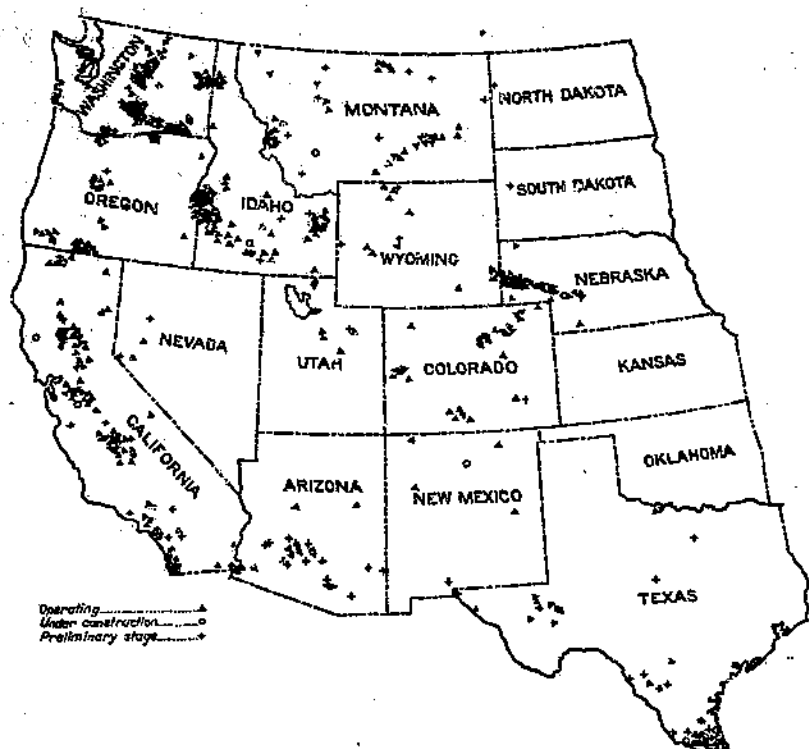 WASHINGTON
MONTANA
NORTH DAKOTA
SOUTH DAKOTA
OREGON
IDAHO
WYOMING
NEBRASKA
NEVADA
UTAH
COLORADO
KANSAS
CALIFORNIA
ARIZONA
NEW MEXICO
OKLAHOMA
TEXAS
Operating
Under construction
Preliminary stage